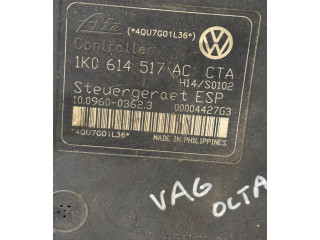 Ate (*4QU7G01L36*)
Controller
1K0 614 517 AC CTA
H14/S0102
Steuergeraet ESP
10.0960-0362.3 00004427G3
*4QU7G01L36* MADE IN PHILIPPINES
VAG
OCTA